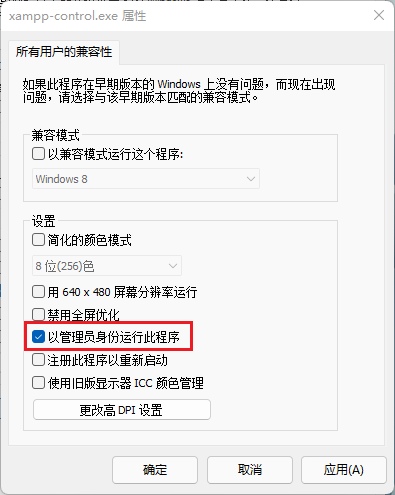 xampp-control.exe 属性
所有用户的兼容性
如果此程序在早期版本的 Windows 上没有问题，而现在出现
问题，请选择与该早期版本匹配的兼容模式。
兼容模式
以兼容模式运行这个程序:
Windows 8
设置
简化的颜色模式
8 位(256)色
用 640 x 480 屏幕分辨率运行
禁用全屏优化
以管理员身份运行此程序
注册此程序以重新启动
使用旧版显示器 ICC 颜色管理
更改高 DPI 设置
确定
取消
应用(A)